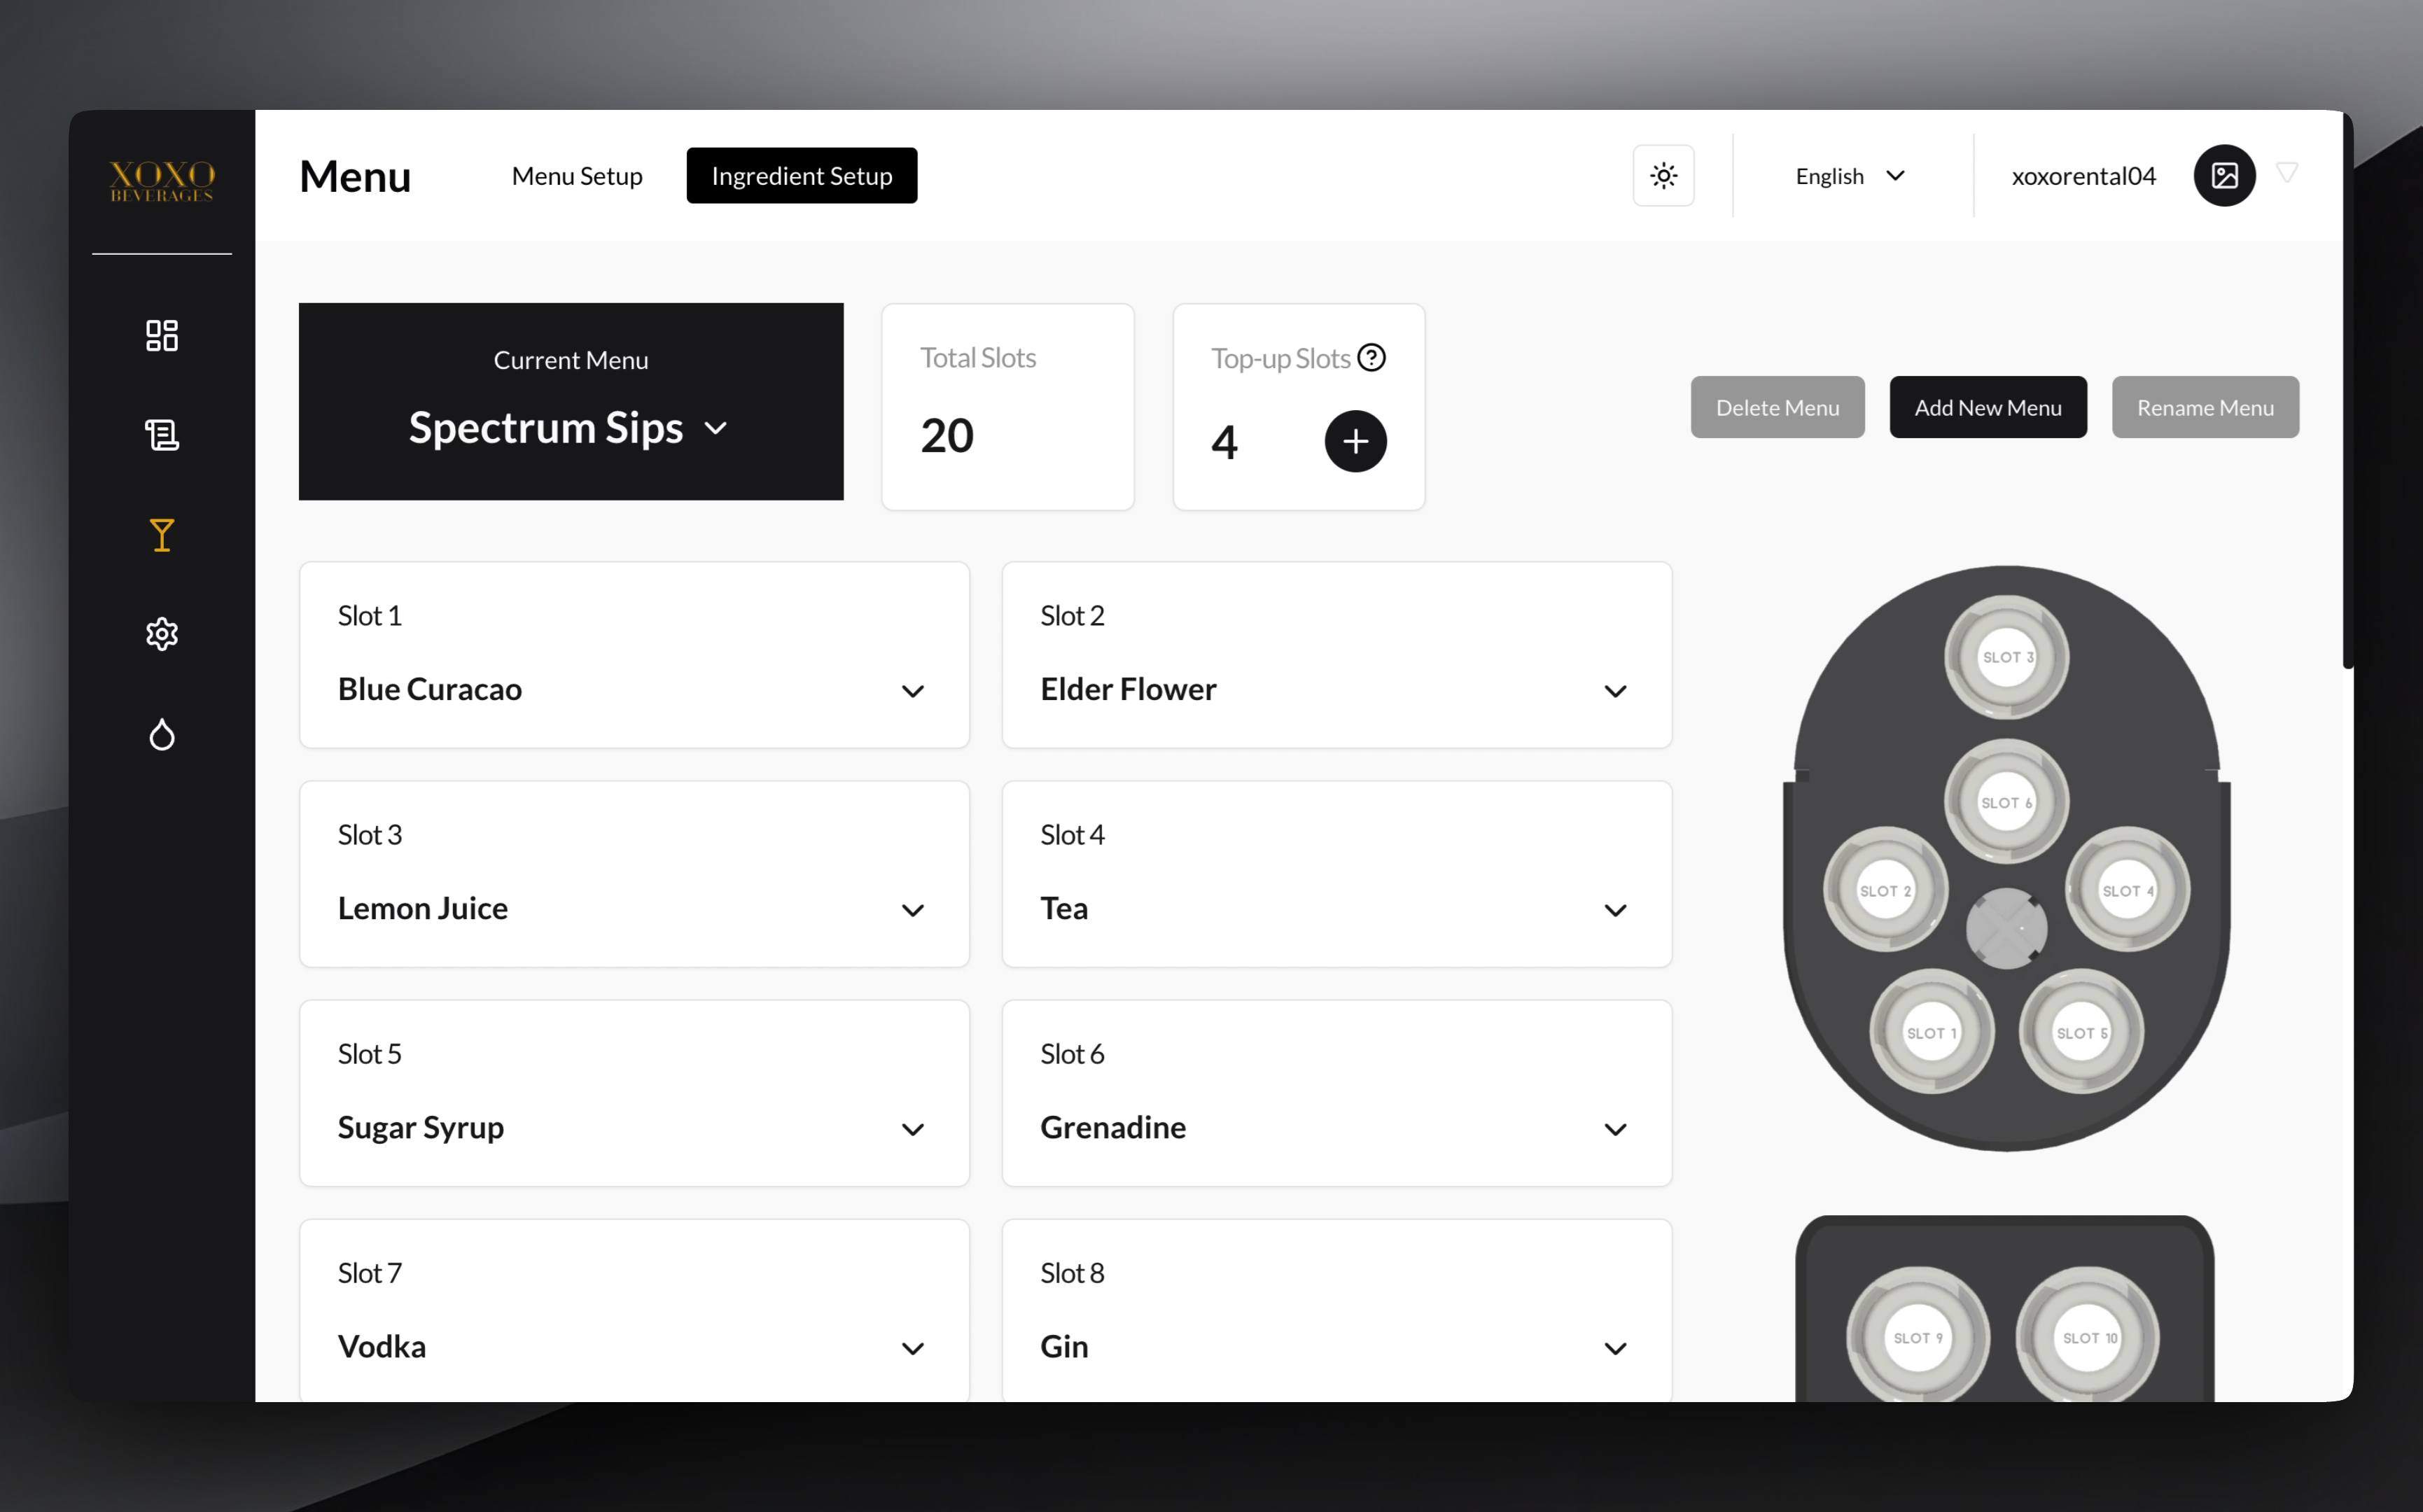 XOXO
BEVERAGES
Menu
Menu Setup
Ingredient Setup
English
xoxorental04
Current Menu
Spectrum Sips
Total Slots
20
Top-up Slots ?
4
Delete Menu
Add New Menu
Rename Menu
Slot 1
Blue Curacao
Slot 2
Elder Flower
Slot 3
Lemon Juice
Slot 4
Tea
Slot 5
Sugar Syrup
Slot 6
Grenadine
Slot 7
Vodka
Slot 8
Gin
SLOT 3
SLOT 6
SLOT 2
SLOT 4
SLOT 1
SLOT 5
SLOT 9
SLOT 10